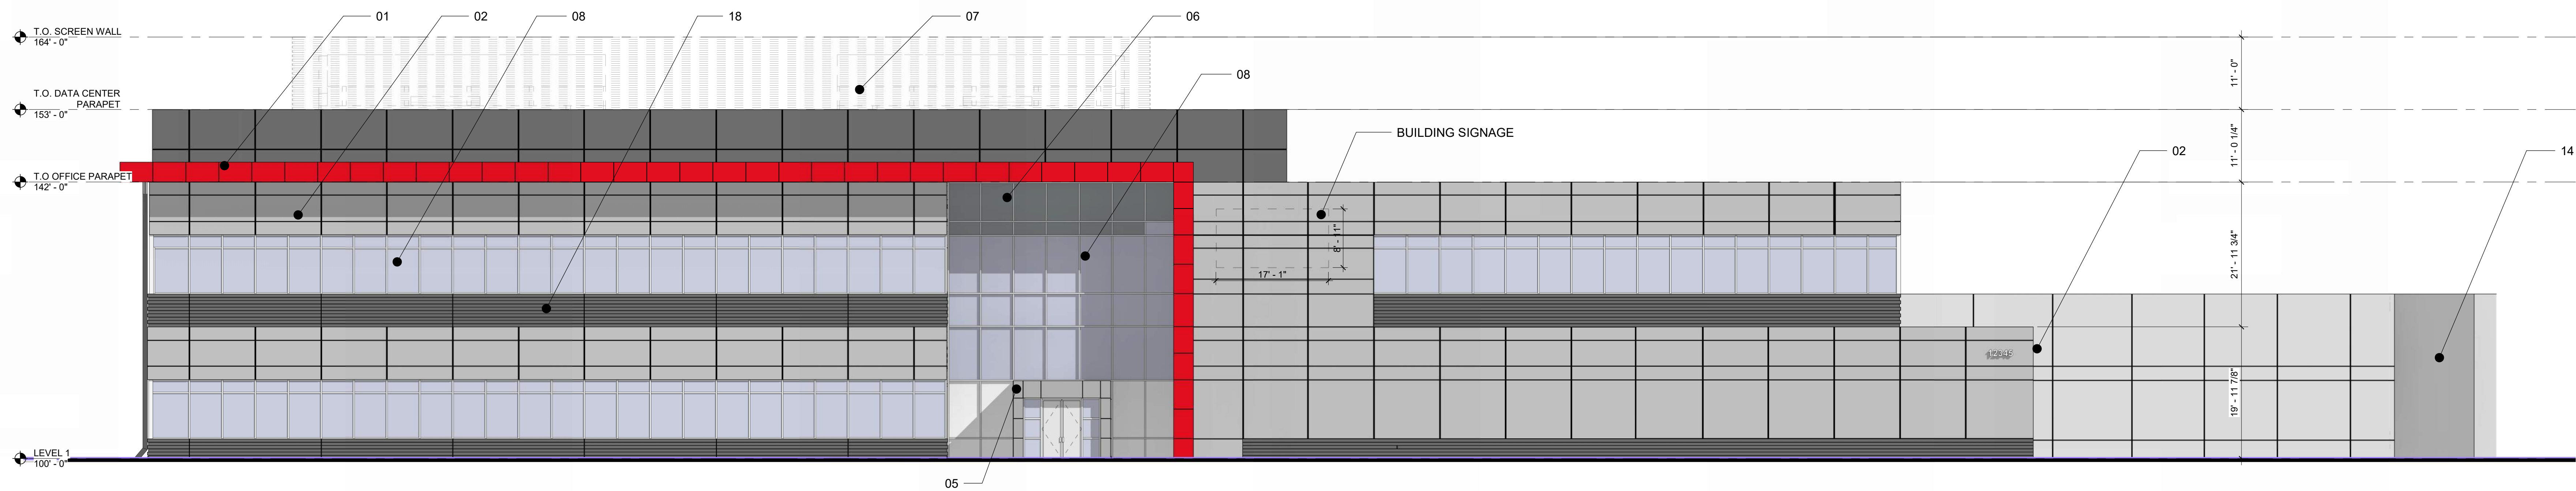 01
02
08
18
07
06
08
T.O. SCREEN WALL
164' - 0"
11' - 0"
T.O. DATA CENTER
PARAPET
153' - 0"
BUILDING SIGNAGE
02
14
11' - 0 1/4"
T.O OFFICE PARAPET
142' - 0"
8' - 11"
17' - 1"
21' - 11 3/4"
12345
19' - 11 7/8"
LEVEL 1
100' - 0"
05